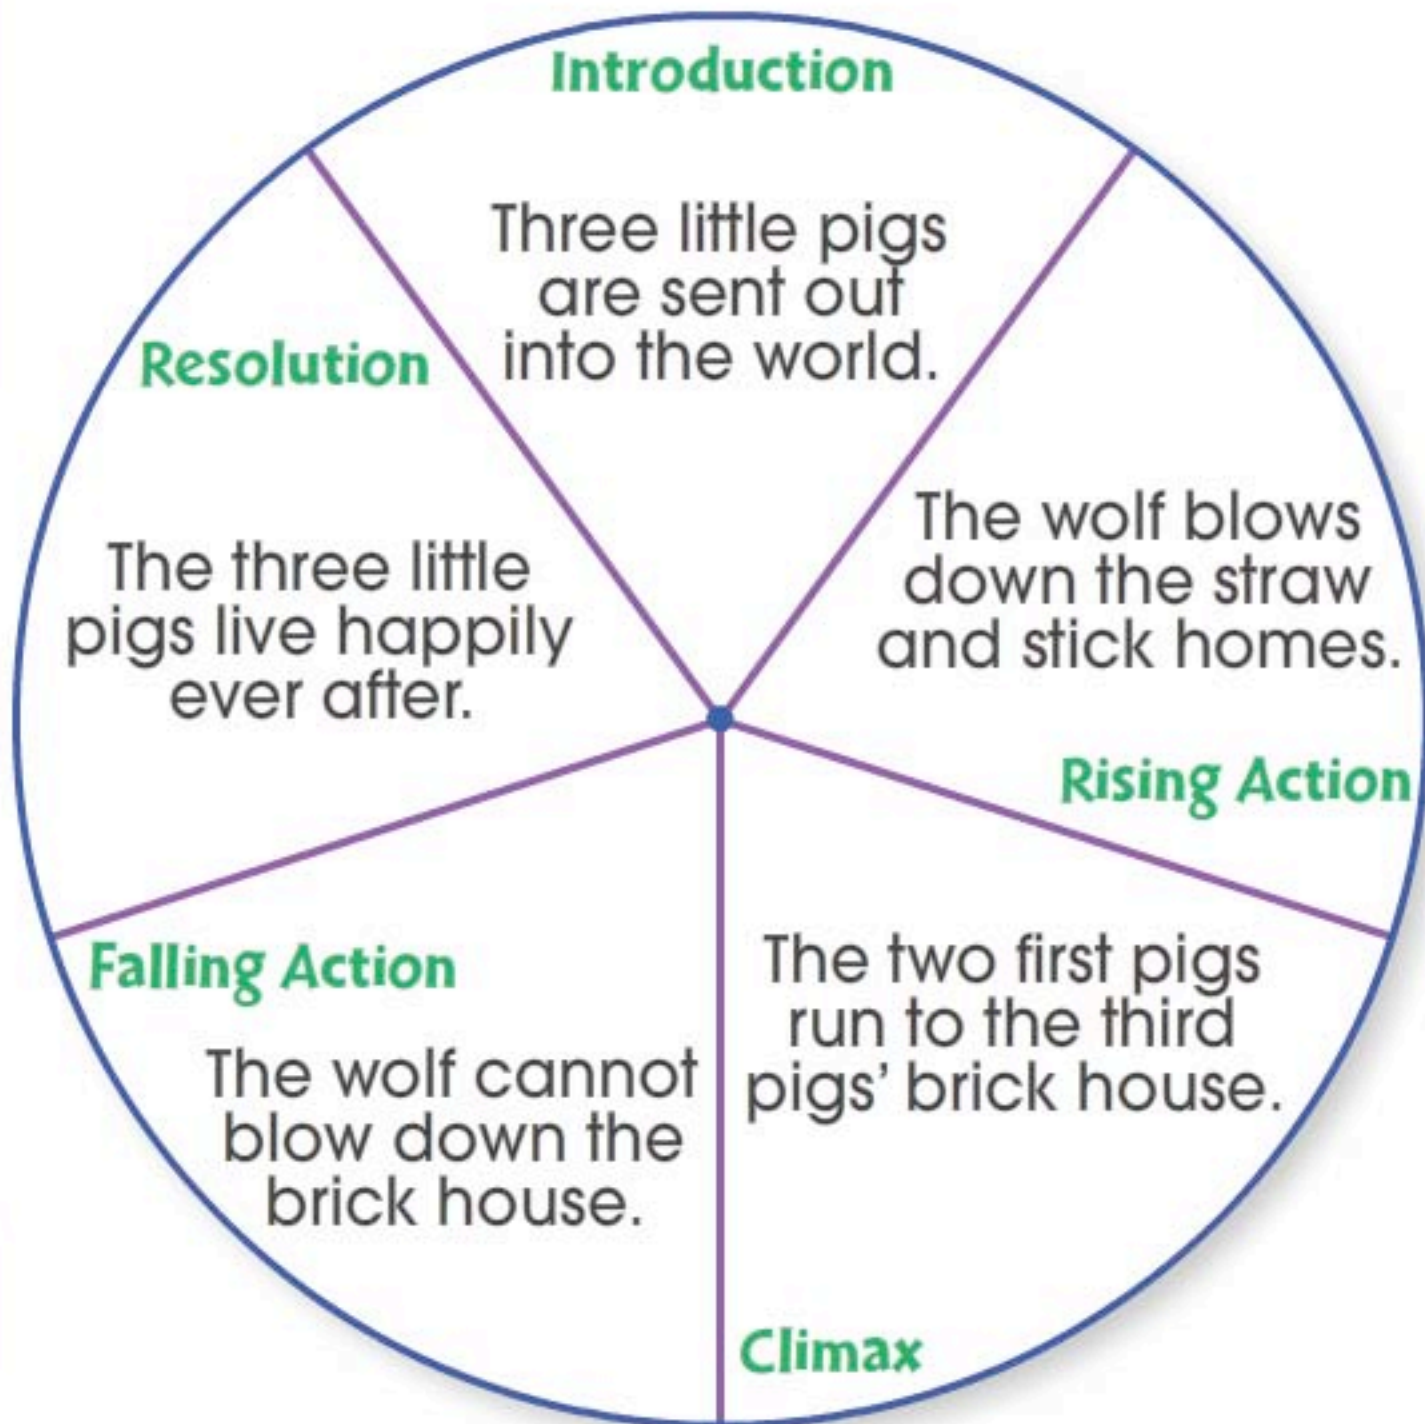 Introduction
Three little pigs
are sent out
into the world.
The wolf blows
down the straw
and stick homes.
Rising Action
The two first pigs
run to the third
pigs’ brick house.
Climax
Falling Action
The wolf cannot
blow down the
brick house.
Resolution
The three little
pigs live happily
ever after.